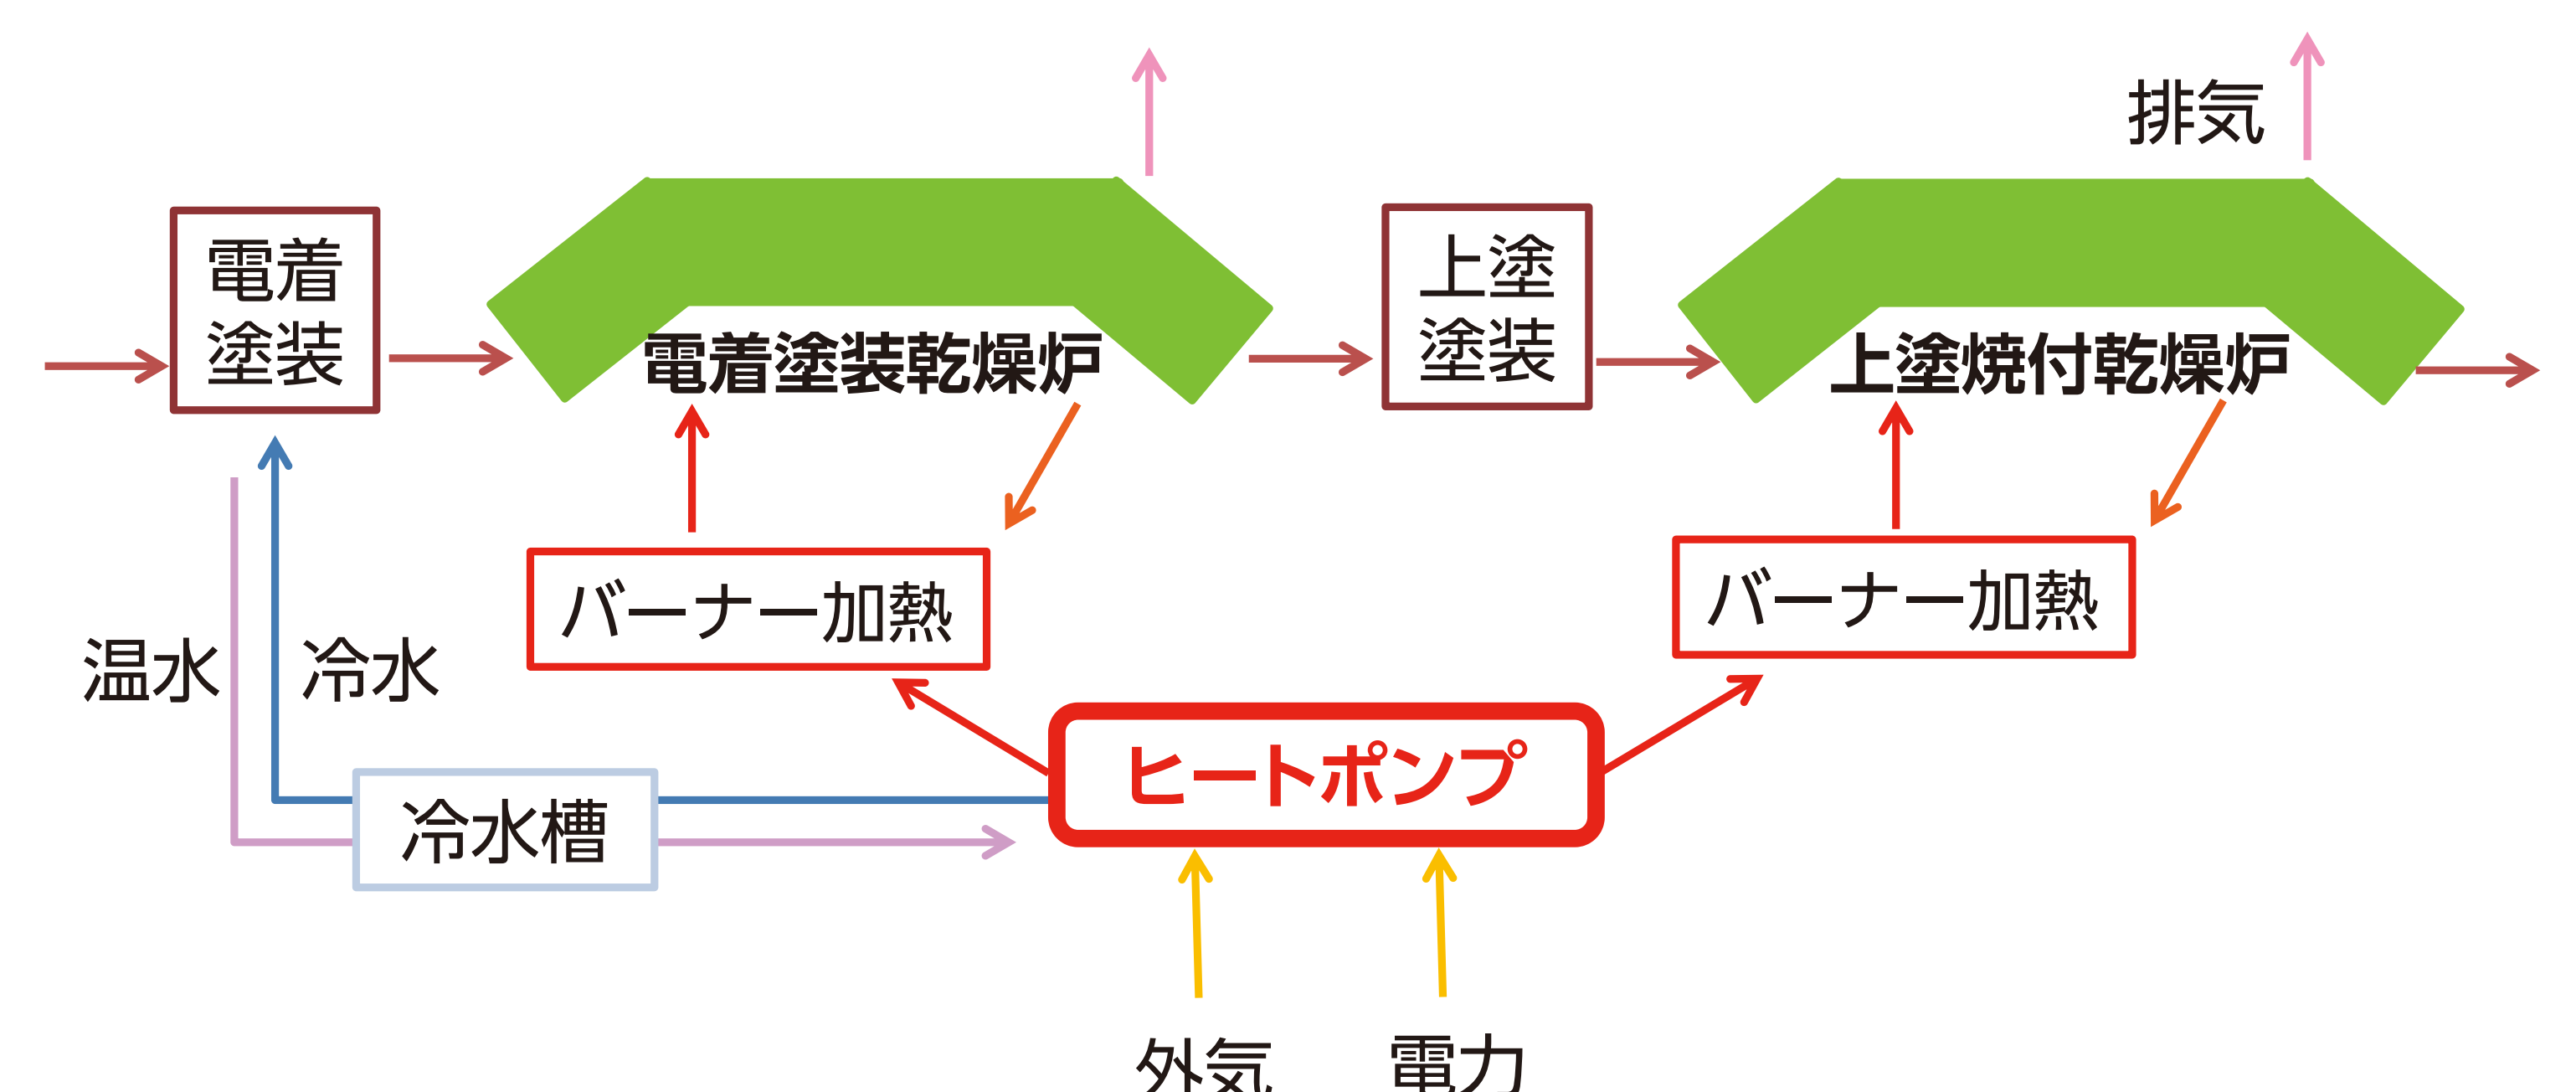 排気
電着
塗装
上塗
塗装
電着塗装乾燥炉
上塗焼付乾燥炉
バーナー加熱
バーナー加熱
温水
冷水
ヒートポンプ
冷水槽
外気
電力